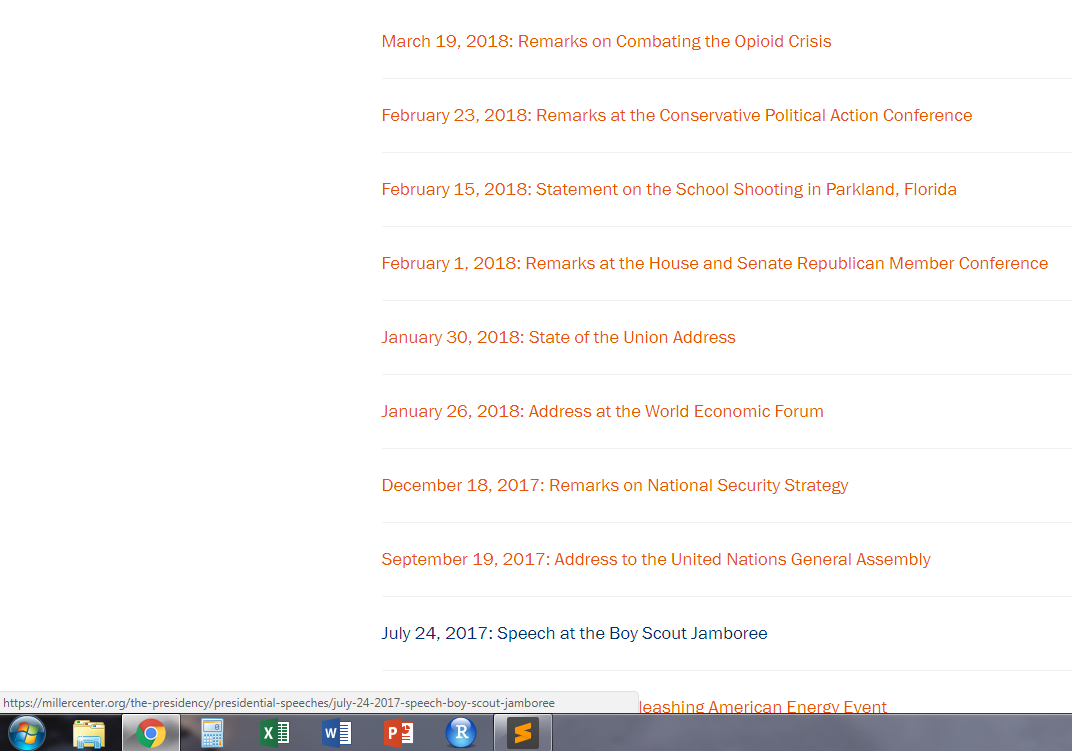 March 19, 2018: Remarks on Combating the Opioid Crisis
February 23, 2018: Remarks at the Conservative Political Action Conference
February 15, 2018: Statement on the School Shooting in Parkland, Florida
February 1, 2018: Remarks at the House and Senate Republican Member Conference
January 30, 2018: State of the Union Address
January 26, 2018: Address at the World Economic Forum
December 18, 2017: Remarks on National Security Strategy
September 19, 2017: Address to the United Nations General Assembly
July 24, 2017: Speech at the Boy Scout Jamboree
leashing American Energy Event
https://millercenter.org/the-presidency/presidential-speeches/july-24-2017-speech-boy-scout-jamboree
X W P R S